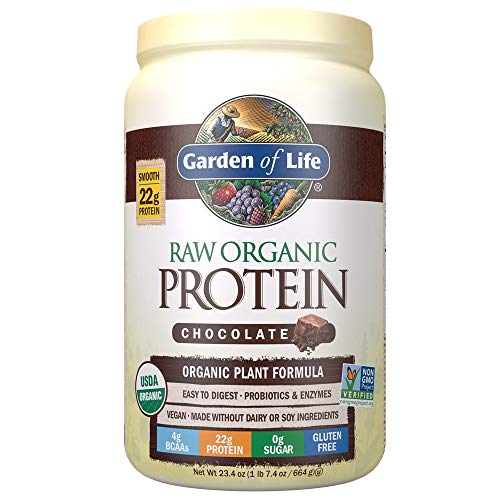 Garden of Life®
SMOOTH
22g
PROTEIN
RAW ORGANIC
PROTEIN
CHOCOLATE
ORGANIC PLANT FORMULA
USDA
ORGANIC
EASY TO DIGEST · PROBIOTICS & ENZYMES
VEGAN · MADE WITHOUT DAIRY OR SOY INGREDIENTS
NON
GMO
Project
VERIFIED
nongmoproject.org
4g
BCAAs
22g
PROTEIN
0g
SUGAR
GLUTEN
FREE
Net Wt 23.4 oz (1 lb 7.4 oz/ 664 g) Ⓤ